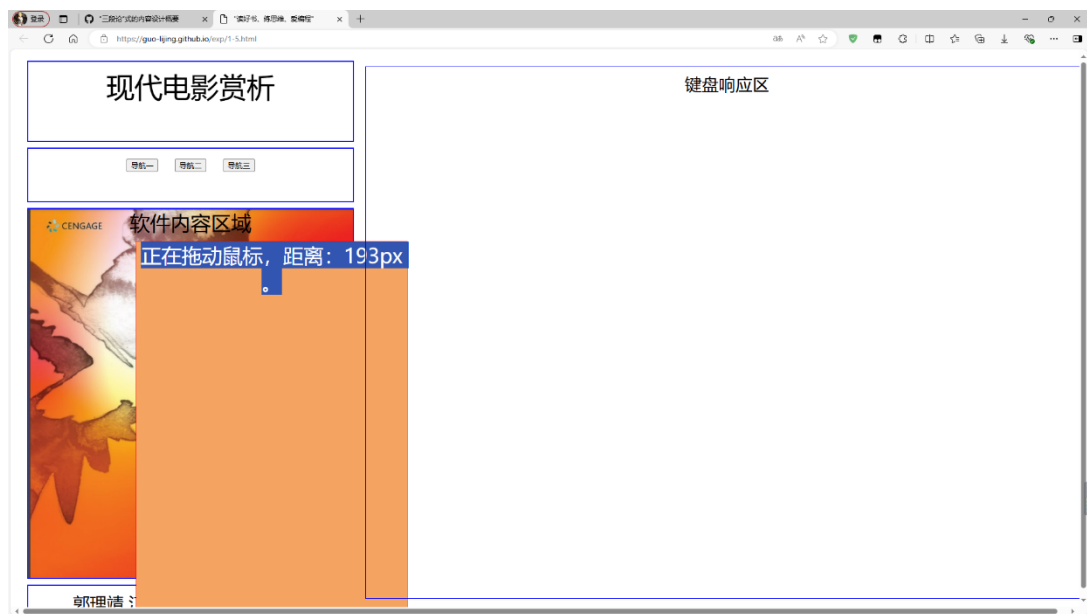 登录
"三段论"式的内容设计概要
"读好书、练思维、爱编程"
https://guo-lijing.github.io/exp/1-5.html
现代电影赏析
键盘响应区
导航一
导航二
导航三
CENGAGE
软件内容区域
正在拖动鼠标，距离：193px
。
郭理靖